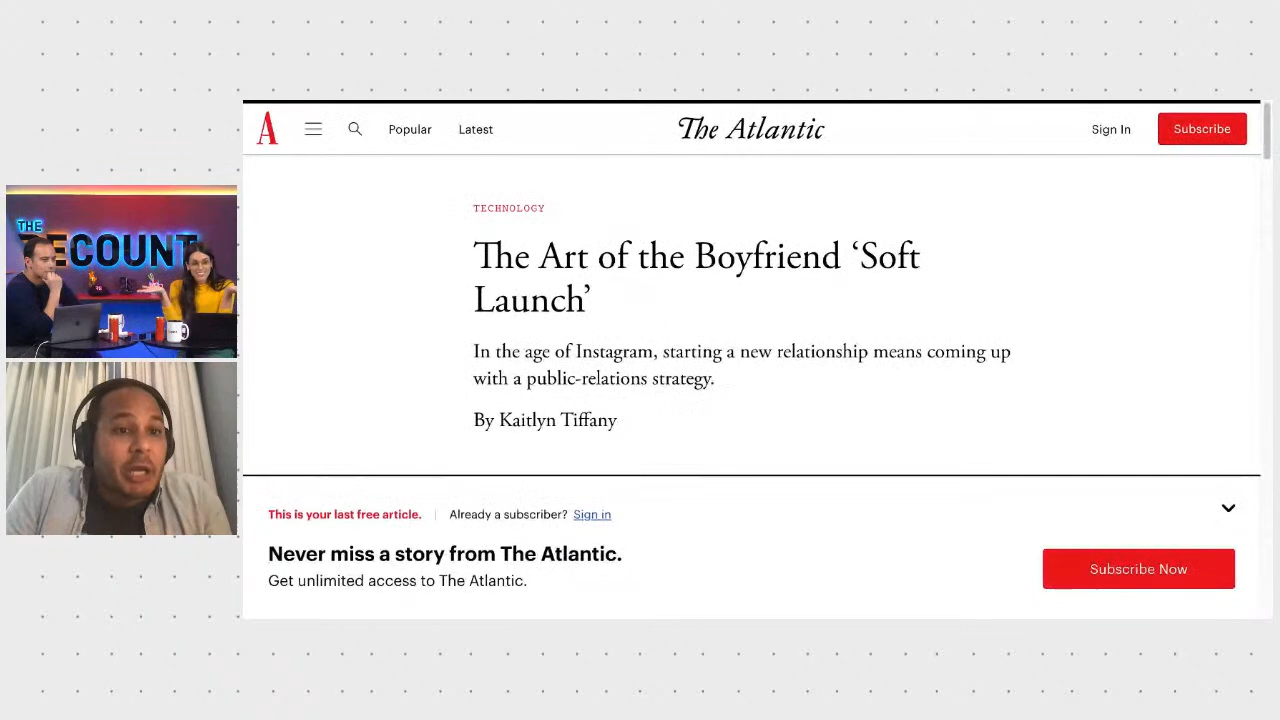 THE
RECOUNT
Popular
Latest
The Atlantic
Sign In
Subscribe
TECHNOLOGY
The Art of the Boyfriend ‘Soft
Launch’
In the age of Instagram, starting a new relationship means coming up
with a public-relations strategy.
By Kaitlyn Tiffany
This is your last free article.
Already a subscriber? Sign in
Never miss a story from The Atlantic.
Get unlimited access to The Atlantic.
Subscribe Now